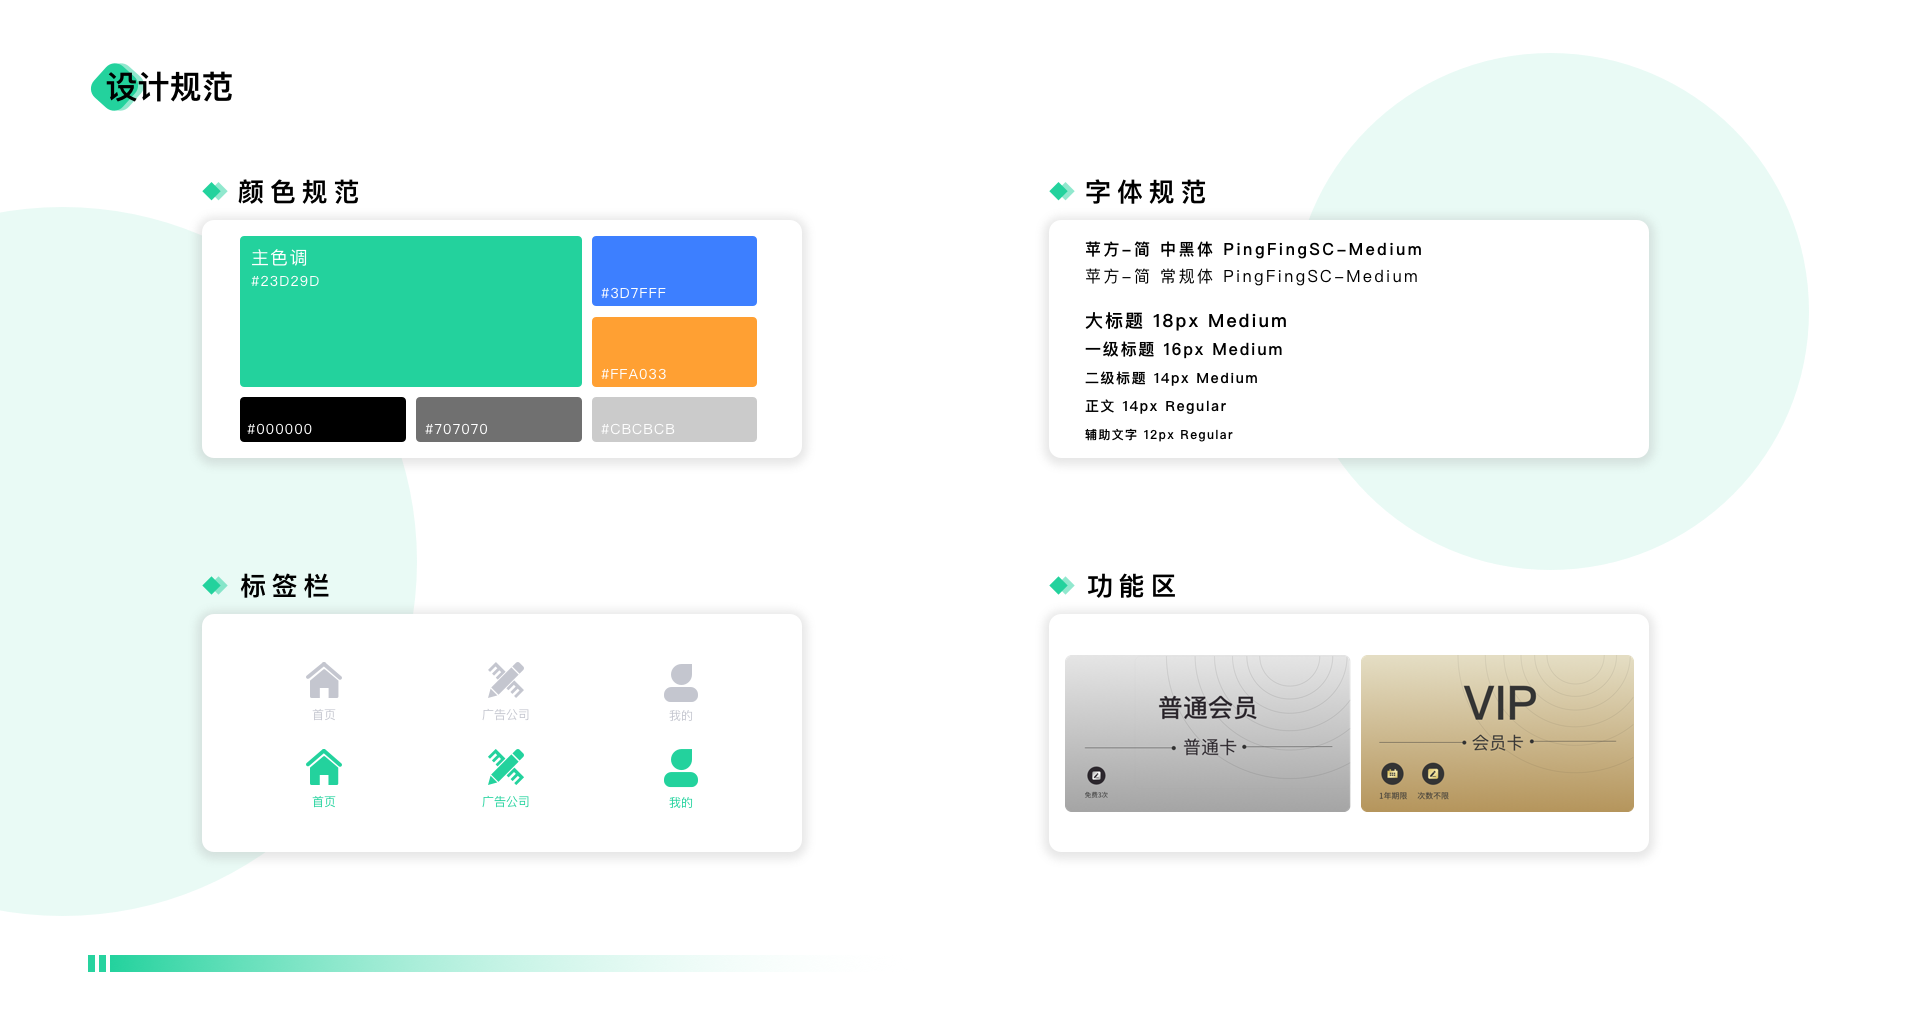 设计规范
颜色规范
主色调
#23D29D
#3D7FFF
#FFA033
#000000
#707070
#CBCBCB
字体规范
苹方-简 中黑体 PingFingSC-Medium
苹方-简 常规体 PingFingSC-Medium
大标题 18px Medium
一级标题 16px Medium
二级标题 14px Medium
正文 14px Regular
辅助文字 12px Regular
标签栏
首页
广告公司
我的
首页
广告公司
我的
功能区
普通会员
普通卡
免费3次
VIP
会员卡
1年期限
次数不限